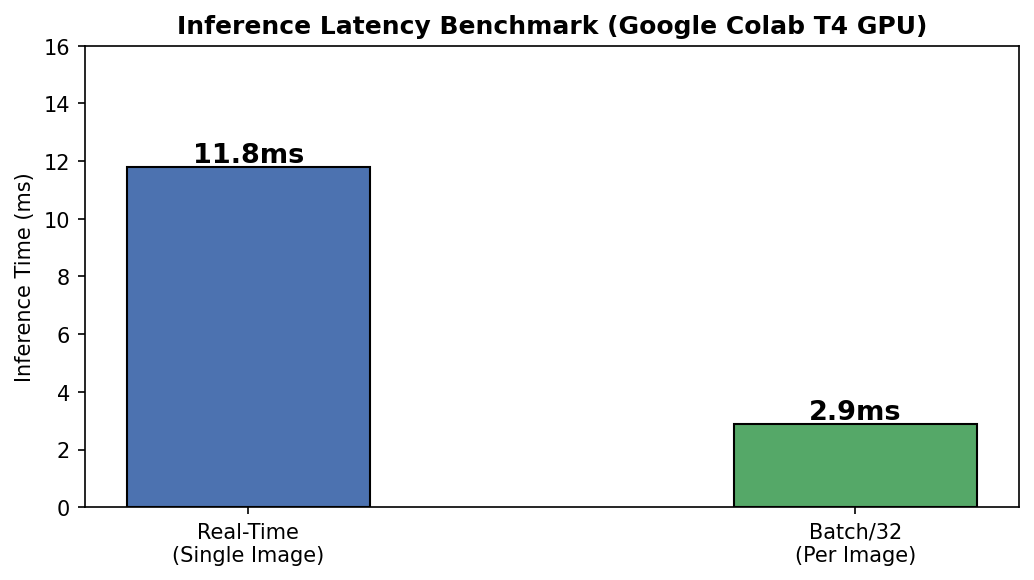 Inference Latency Benchmark (Google Colab T4 GPU)
16
14
12
10
8
6
4
2
0
Inference Time (ms)
11.8ms
2.9ms
Real-Time
(Single Image)
Batch/32
(Per Image)